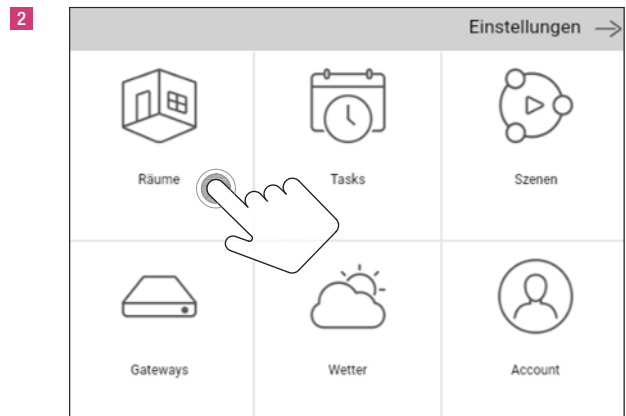 2
Einstellungen
Räume
Tasks
Szenen
Gateways
Wetter
Account